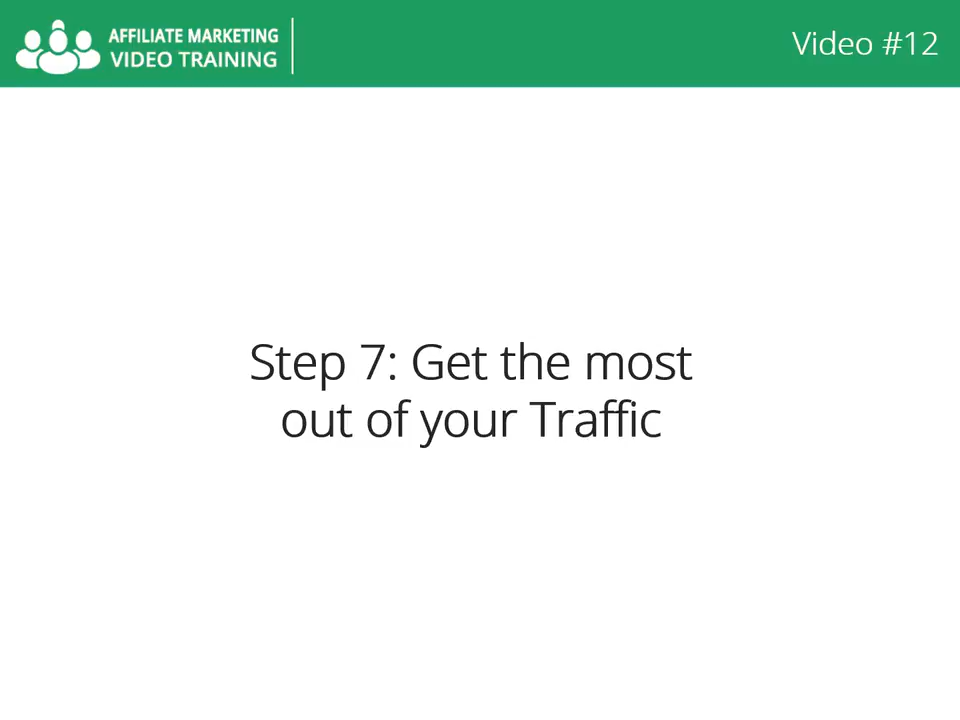 AFFILIATE MARKETING
VIDEO TRAINING
Video #12
Step 7: Get the most
out of your Traffic